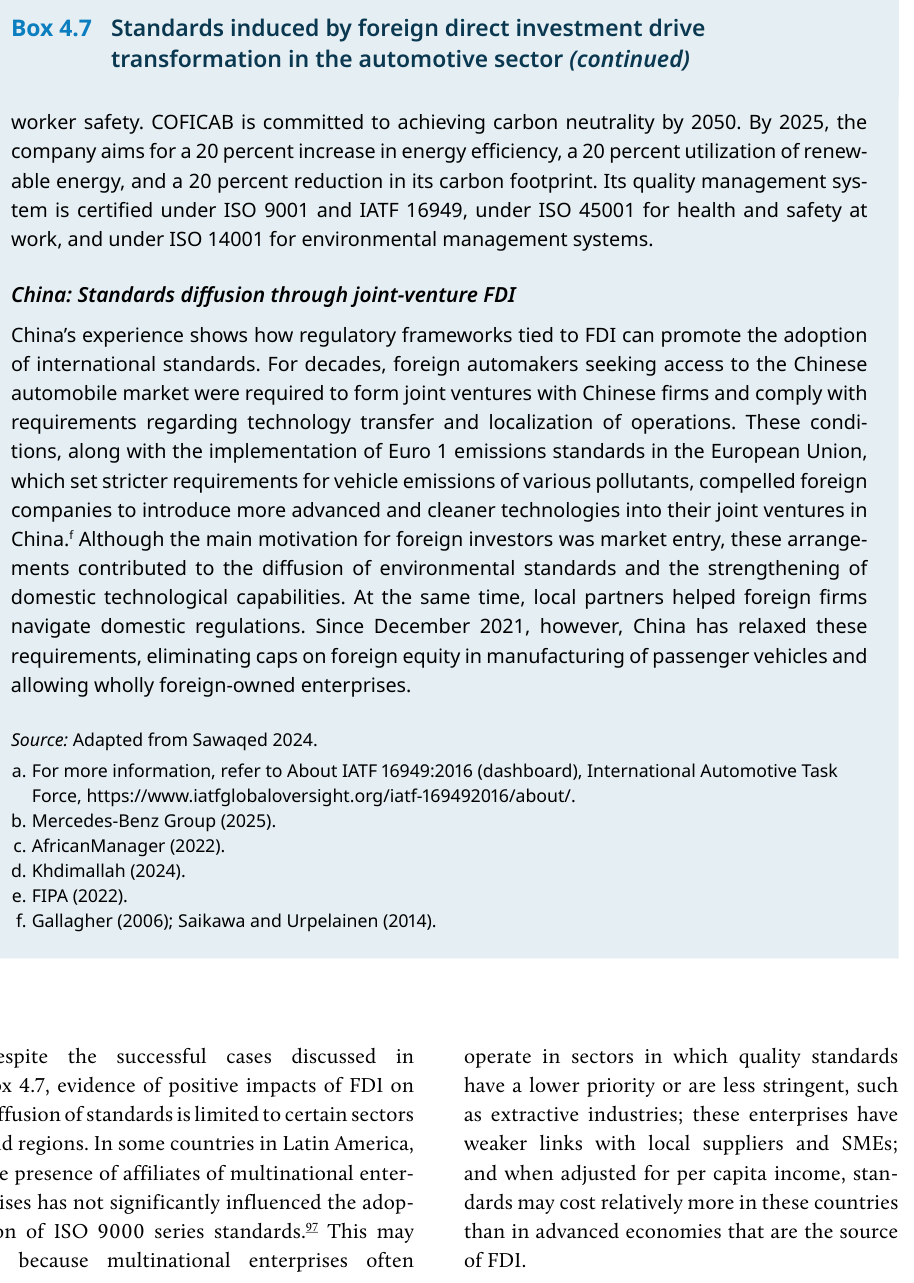 Box 4.7 Standards induced by foreign direct investment drive
transformation in the automotive sector (continued)
worker safety. COFICAB is committed to achieving carbon neutrality by 2050. By 2025, the
company aims for a 20 percent increase in energy efficiency, a 20 percent utilization of renew-
able energy, and a 20 percent reduction in its carbon footprint. Its quality management sys-
tem is certified under ISO 9001 and IATF 16949, under ISO 45001 for health and safety at
work, and under ISO 14001 for environmental management systems.
China: Standards diffusion through joint-venture FDI
China’s experience shows how regulatory frameworks tied to FDI can promote the adoption
of international standards. For decades, foreign automakers seeking access to the Chinese
automobile market were required to form joint ventures with Chinese firms and comply with
requirements regarding technology transfer and localization of operations. These condi-
tions, along with the implementation of Euro 1 emissions standards in the European Union,
which set stricter requirements for vehicle emissions of various pollutants, compelled foreign
companies to introduce more advanced and cleaner technologies into their joint ventures in
China.f Although the main motivation for foreign investors was market entry, these arrange-
ments contributed to the diffusion of environmental standards and the strengthening of
domestic technological capabilities. At the same time, local partners helped foreign firms
navigate domestic regulations. Since December 2021, however, China has relaxed these
requirements, eliminating caps on foreign equity in manufacturing of passenger vehicles and
allowing wholly foreign-owned enterprises.
Source: Adapted from Sawaqed 2024.
a. For more information, refer to About IATF 16949:2016 (dashboard), International Automotive Task
Force, https://www.iatfglobaloversight.org/iatf-169492016/about/.
b. Mercedes-Benz Group (2025).
c. AfricanManager (2022).
d. Khdimallah (2024).
e. FIPA (2022).
f. Gallagher (2006); Saikawa and Urpelainen (2014).
espite the successful cases discussed in
ox 4.7, evidence of positive impacts of FDI on
ffusion of standards is limited to certain sectors
d regions. In some countries in Latin America,
e presence of affiliates of multinational enter-
ises has not significantly influenced the adop-
on of ISO 9000 series standards.97 This may
because multinational enterprises often
operate in sectors in which quality standards
have a lower priority or are less stringent, such
as extractive industries; these enterprises have
weaker links with local suppliers and SMEs;
and when adjusted for per capita income, stan-
dards may cost relatively more in these countries
than in advanced economies that are the source
of FDI.